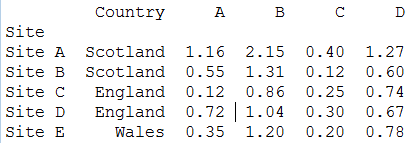 Country A B C D
Site
Site A Scotland 1.16 2.15 0.40 1.27
Site B Scotland 0.55 1.31 0.12 0.60
Site C England 0.12 0.86 0.25 0.74
Site D England 0.72 1.04 0.30 0.67
Site E Wales 0.35 1.20 0.20 0.78